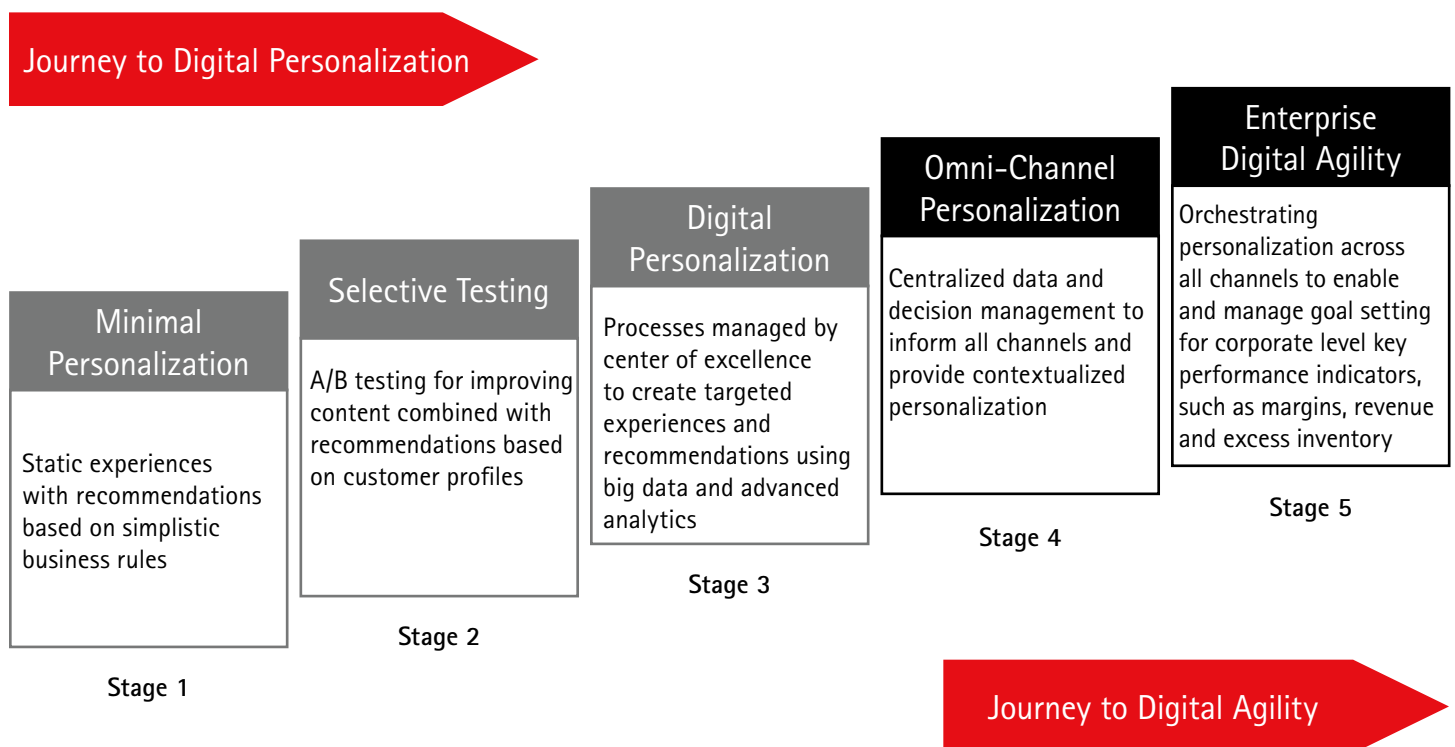 Journey to Digital Personalization
Minimal
Personalization
Static experiences
with recommendations
based on simplistic
business rules
Stage 1
Selective Testing
A/B testing for improving
content combined with
recommendations based
on customer profiles
Stage 2
Digital
Personalization
Processes managed by
center of excellence
to create targeted
experiences and
recommendations using
big data and advanced
analytics
Stage 3
Omni-Channel
Personalization
Centralized data and
decision management to
inform all channels and
provide contextualized
personalization
Stage 4
Enterprise
Digital Agility
Orchestrating
personalization across
all channels to enable
and manage goal setting
for corporate level key
performance indicators,
such as margins, revenue
and excess inventory
Stage 5
Journey to Digital Agility